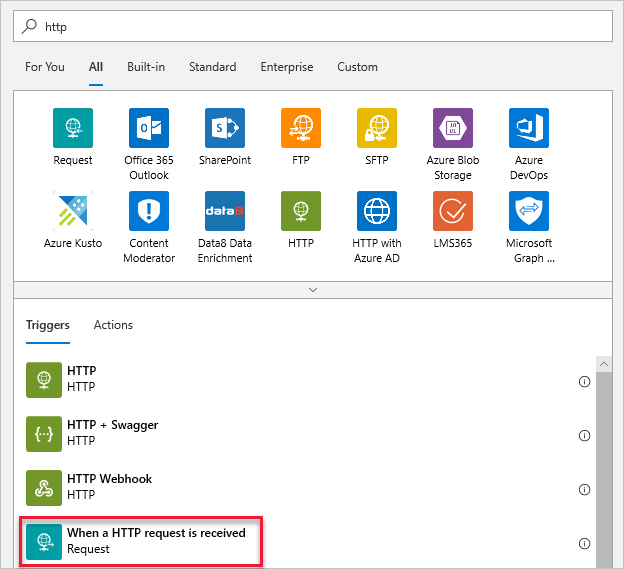 http
For You All Built-in Standard Enterprise Custom
Request Office 365 SharePoint FTP SFTP Azure Blob Azure
Outlook Storage DevOps
Azure Kusto Content Data8 Data HTTP HTTP with LMS365 Microsoft
Moderator Enrichment Azure AD Graph ...
Triggers Actions
HTTP
HTTP
HTTP + Swagger
HTTP
HTTP Webhook
HTTP
When a HTTP request is received
Request